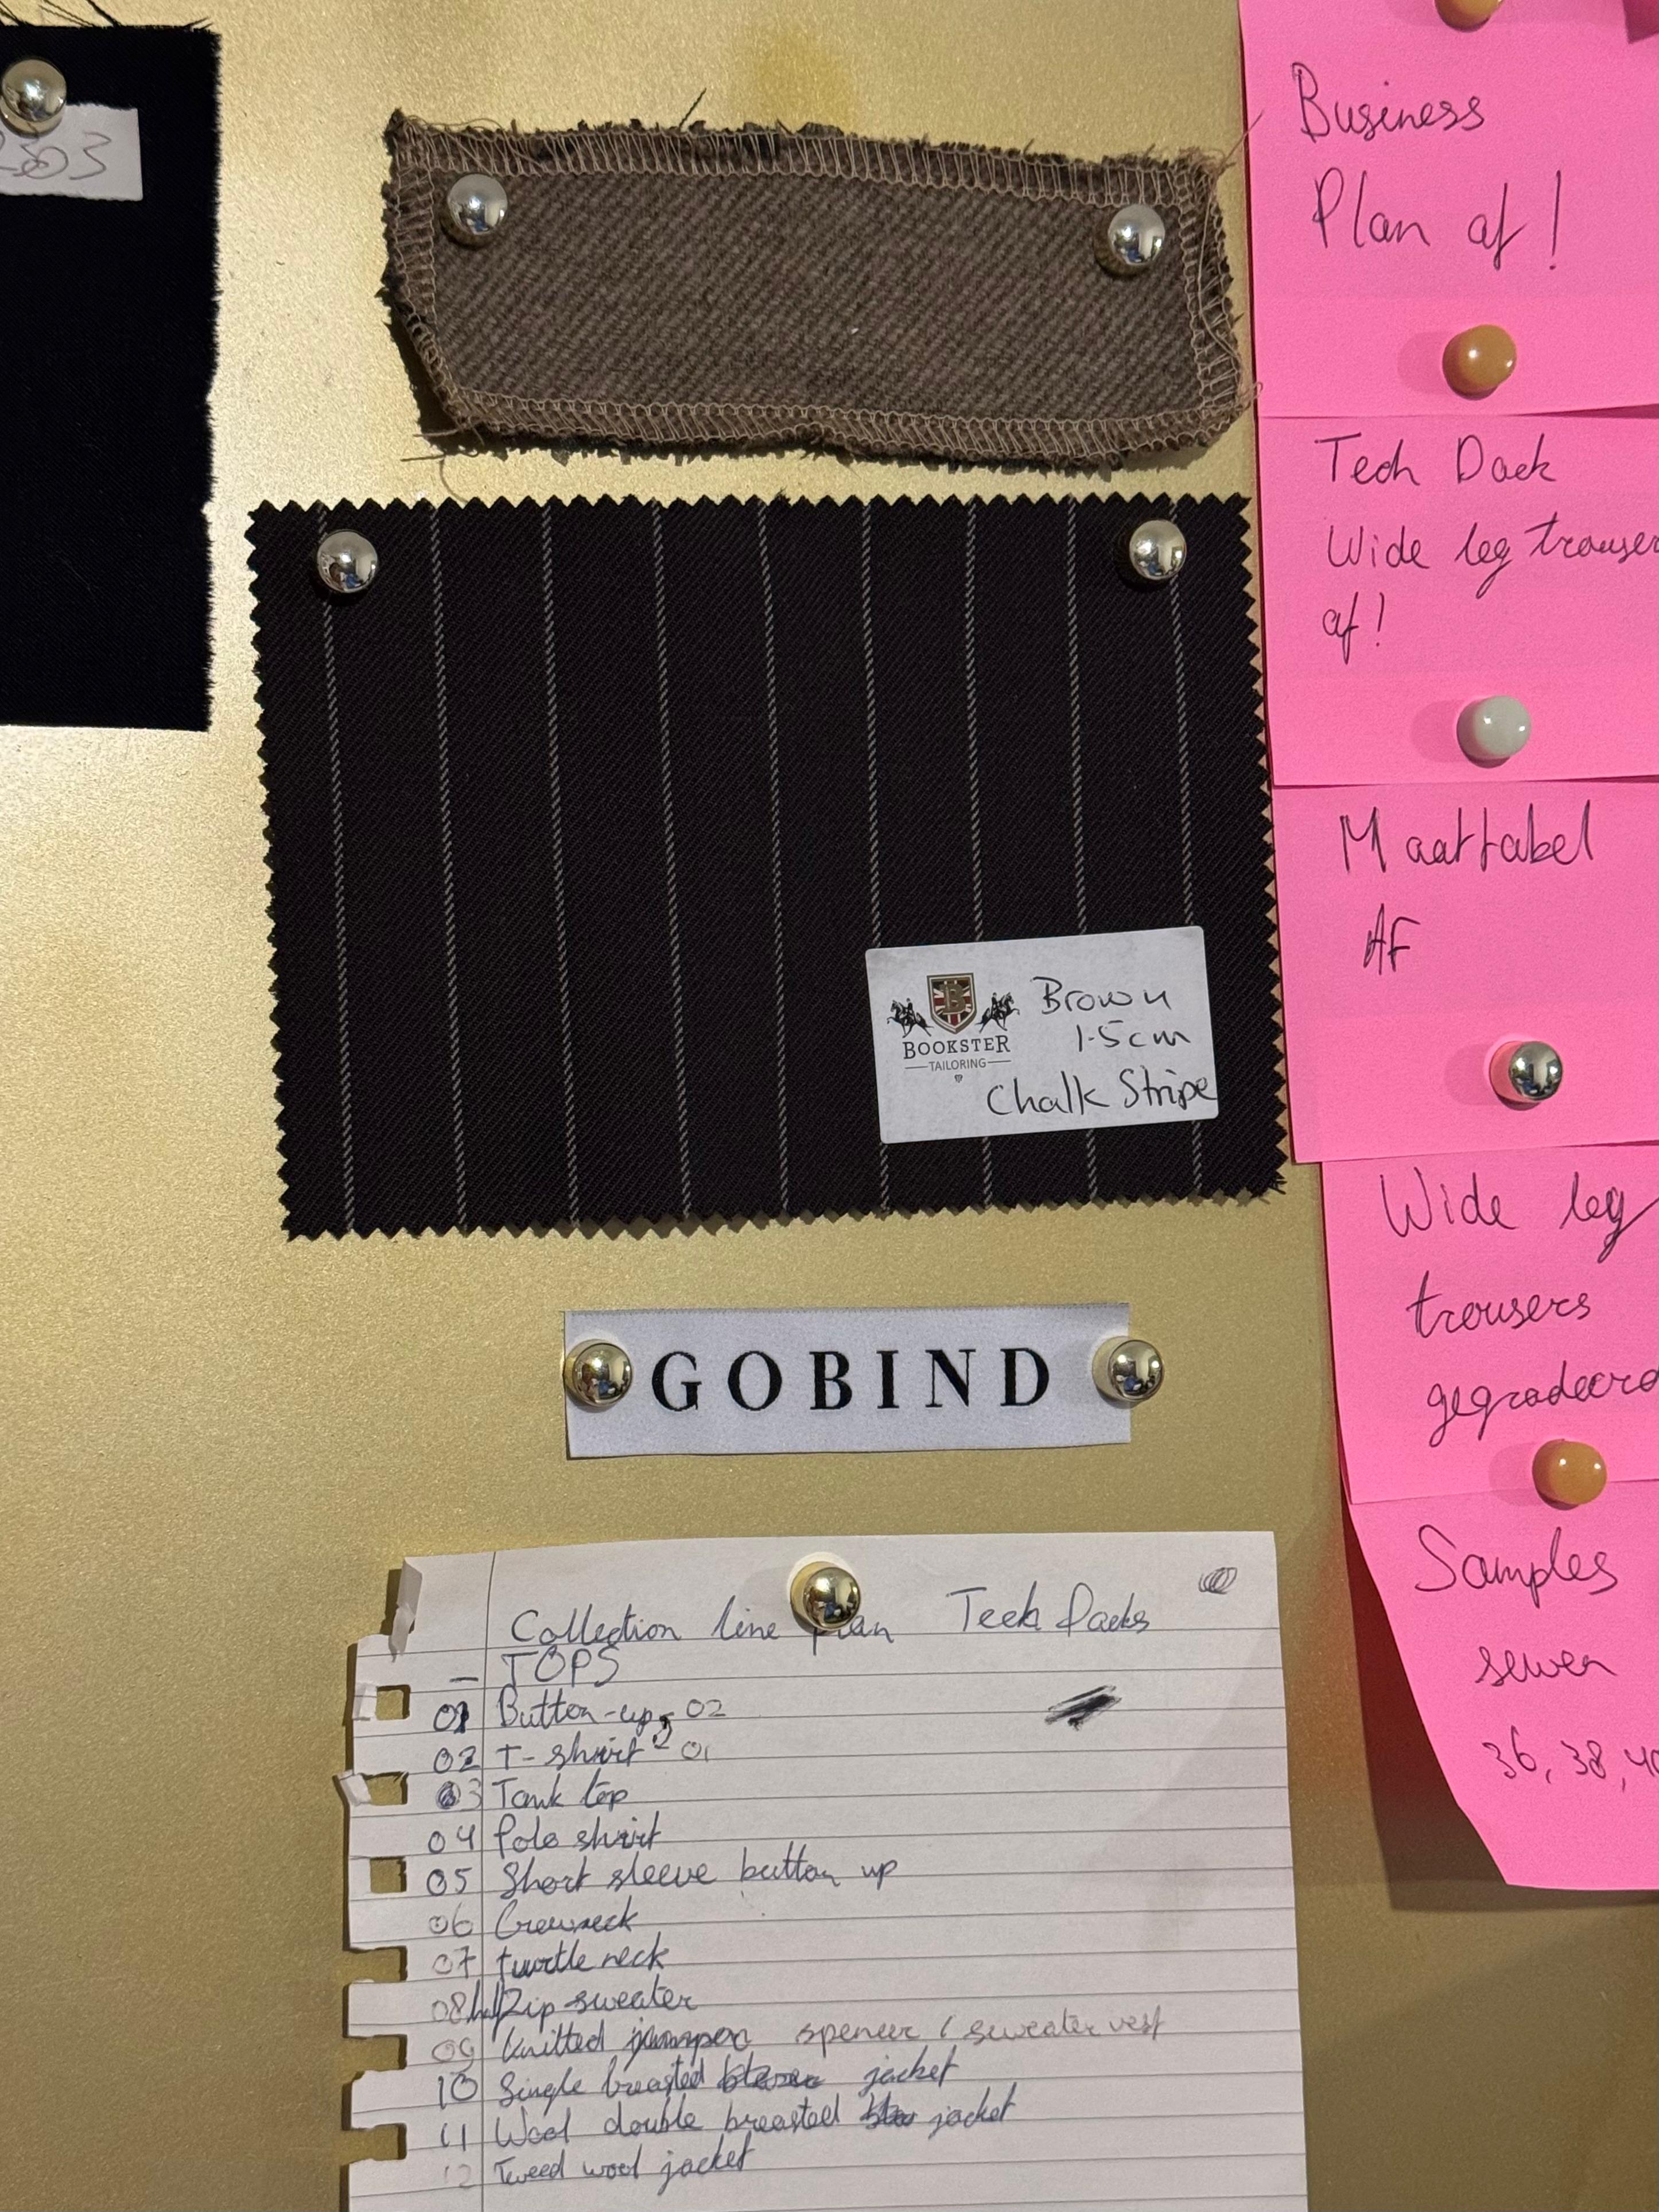 2503
Business
Plan af!
Tech Pack
Wide leg trouser
af!
Maattabel
AF
Wide leg
trousers
gegradeerd
Samples
sewen
36, 38, 40
B
BOOKSTER
TAILORING
Brown
1.5cm
Chalk Stripe
GOBIND
Collection line plan Tech Packs
- TOPS
01 Button-up 02
02 T-shirt 01
03 Tank top
04 Polo shirt
05 Short sleeve button up
06 Crewneck
07 turtle neck
08 half Zip sweater
09 Knitted spencer / sweater vest
10 Single breasted jacket
11 Wool double breasted jacket
12 Tweed wool jacket